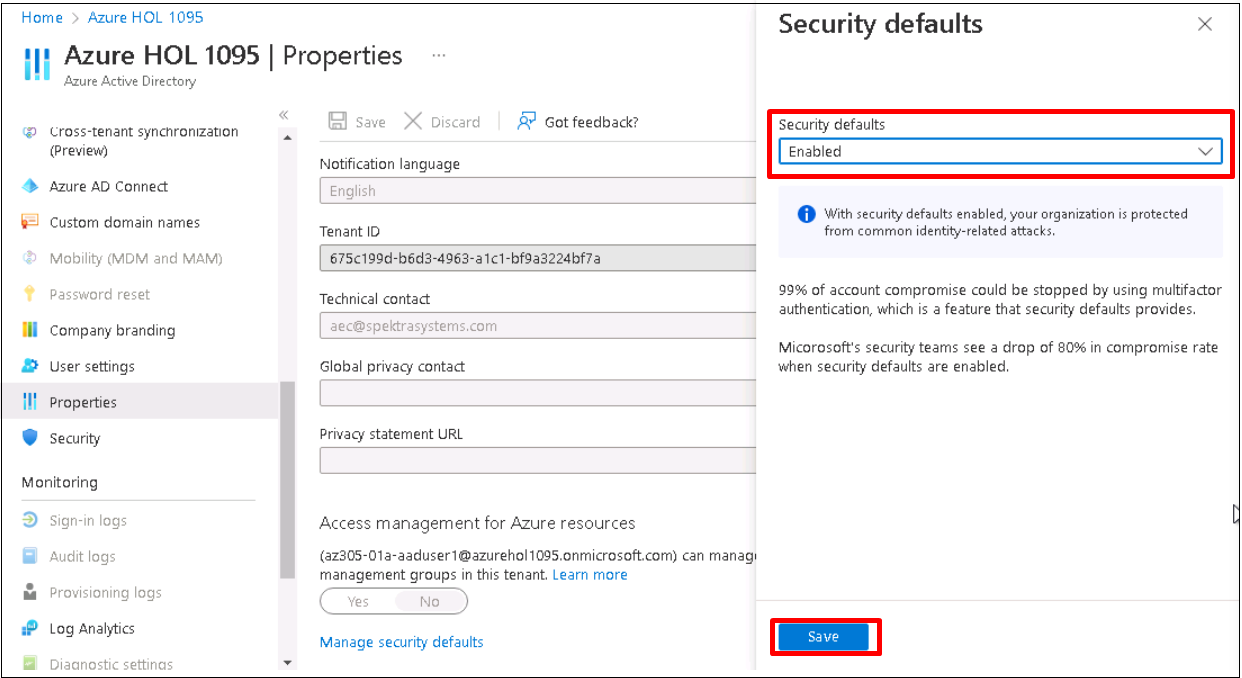 Home > Azure HOL 1095
Azure HOL 1095 | Properties ...
Azure Active Directory
«
Cross-tenant synchronization
(Preview)
Azure AD Connect
Custom domain names
Mobility (MDM and MAM)
Password reset
Company branding
User settings
Properties
Security
Monitoring
Sign-in logs
Audit logs
Provisioning logs
Log Analytics
Diagnostic settings
Save Discard Got feedback?
Notification language
English
Tenant ID
675c199d-b6d3-4963-a1c1-bf9a3224bf7a
Technical contact
aec@spektrasystems.com
Global privacy contact
Privacy statement URL
Access management for Azure resources
(az305-01a-aaduser1@azurehol1095.onmicrosoft.com) can manag
management groups in this tenant. Learn more
Yes No
Manage security defaults
Security defaults
Security defaults
Enabled
With security defaults enabled, your organization is protected
from common identity-related attacks.
99% of account compromise could be stopped by using multifactor
authentication, which is a feature that security defaults provides.
Micorosoft's security teams see a drop of 80% in compromise rate
when security defaults are enabled.
Save